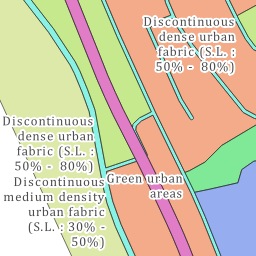 Discontinuous
dense urban
fabric (S.L. :
50% - 80%)
Discontinuous
dense urban
fabric (S.L. :
50% - 80%)
Discontinuous
medium density
urban fabric
(S.L. : 30% -
50%)
Green urban
areas